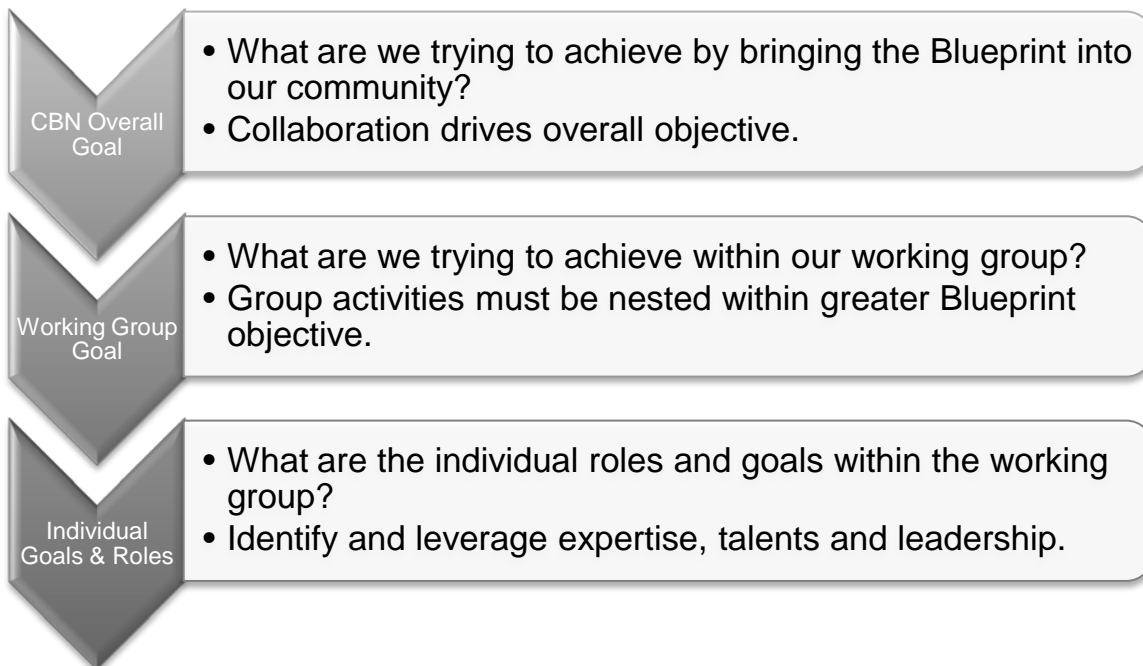 CBN Overall
Goal
• What are we trying to achieve by bringing the Blueprint into
our community?
• Collaboration drives overall objective.
Working Group
Goal
• What are we trying to achieve within our working group?
• Group activities must be nested within greater Blueprint
objective.
Individual
Goals & Roles
• What are the individual roles and goals within the working
group?
• Identify and leverage expertise, talents and leadership.